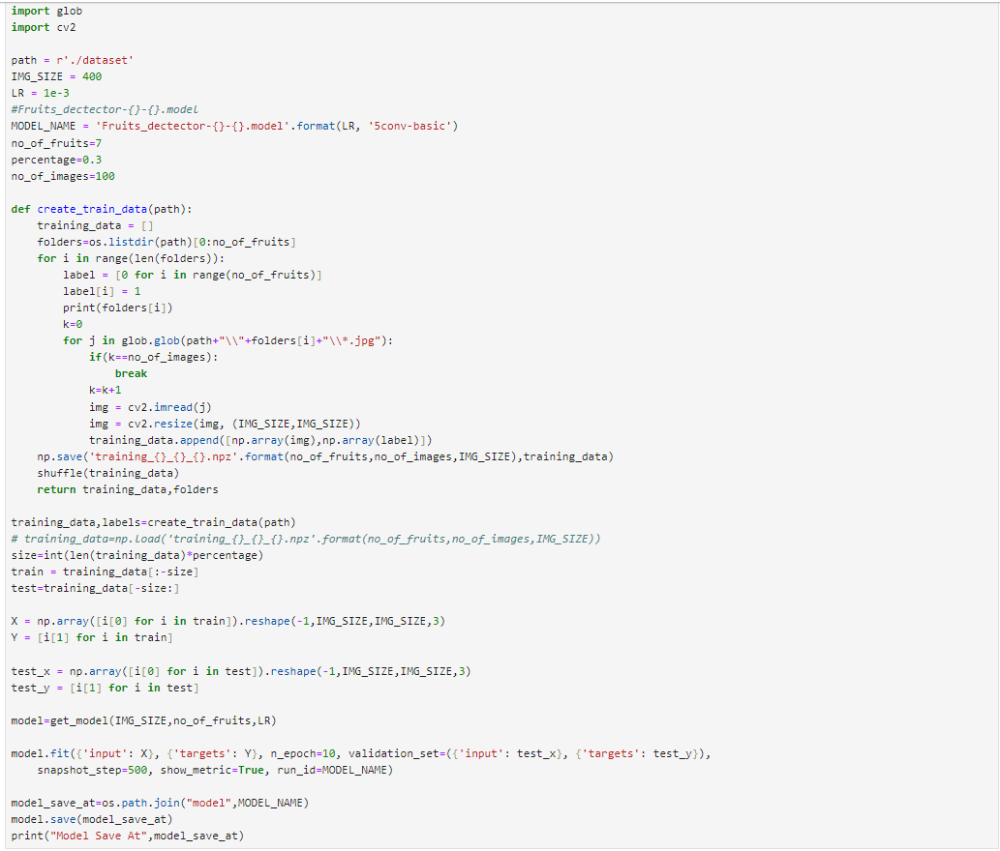 import glob
import cv2

path = r'./dataset'
IMG_SIZE = 400
LR = 1e-3
#Fruits_dectector-{}-{}.model
MODEL_NAME = 'Fruits_dectector-{}-{}.model'.format(LR, '5conv-basic')
no_of_fruits=7
percentage=0.3
no_of_images=100

def create_train_data(path):
    training_data = []
    folders=os.listdir(path)[0:no_of_fruits]
    for i in range(len(folders)):
        label = [0 for i in range(no_of_fruits)]
        label[i] = 1
        print(folders[i])
        k=0
        for j in glob.glob(path+"\\"+folders[i]+"\\*.jpg"):
            if(k==no_of_images):
                break
            k=k+1
            img = cv2.imread(j)
            img = cv2.resize(img, (IMG_SIZE,IMG_SIZE))
            training_data.append([np.array(img),np.array(label)])
    np.save('training_{}_{}_{}.npz'.format(no_of_fruits,no_of_images,IMG_SIZE),training_data)
    shuffle(training_data)
    return training_data,folders

training_data,labels=create_train_data(path)
# training_data=np.load('training_{}_{}_{}.npz'.format(no_of_fruits,no_of_images,IMG_SIZE))
size=int(len(training_data)*percentage)
train = training_data[:-size]
test=training_data[-size:]

X = np.array([i[0] for i in train]).reshape(-1,IMG_SIZE,IMG_SIZE,3)
Y = [i[1] for i in train]

test_x = np.array([i[0] for i in test]).reshape(-1,IMG_SIZE,IMG_SIZE,3)
test_y = [i[1] for i in test]

model=get_model(IMG_SIZE,no_of_fruits,LR)

model.fit({'input': X}, {'targets': Y}, n_epoch=10, validation_set=({'input': test_x}, {'targets': test_y}),
    snapshot_step=500, show_metric=True, run_id=MODEL_NAME)

model_save_at=os.path.join("model",MODEL_NAME)
model.save(model_save_at)
print("Model Save At",model_save_at)